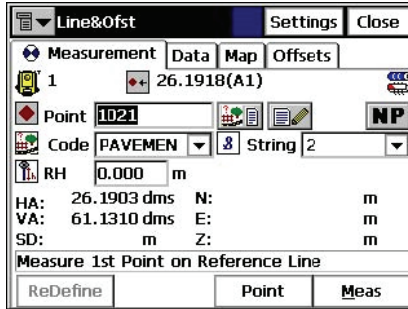 Line&Ofst Settings Close
Measurement Data Map Offsets
1 26.1918(A1)
Point 1021 NP
Code PAVEMEN String 2
RH 0.000 m
HA: 26.1903 dms N: m
VA: 61.1310 dms E: m
SD: m Z: m
Measure 1st Point on Reference Line
ReDefine Point Meas